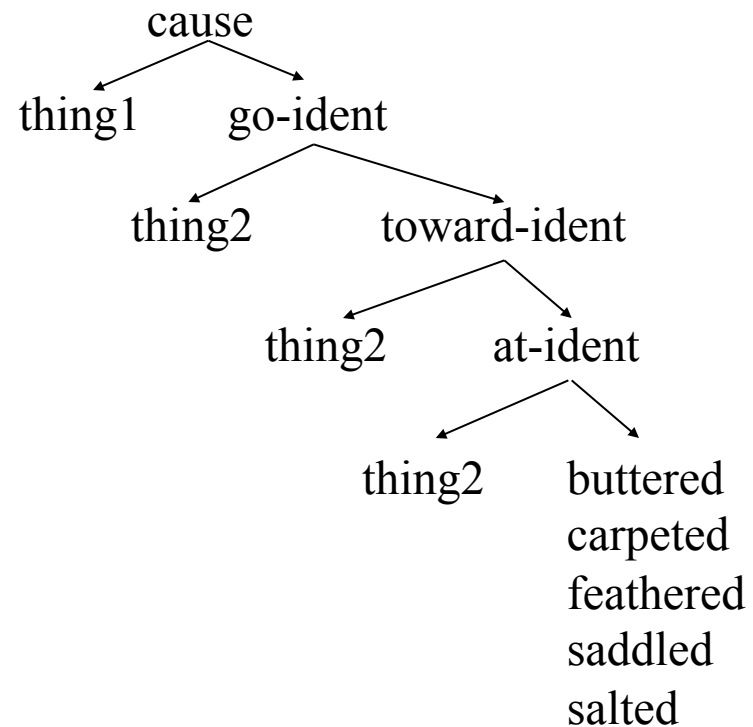 cause
thing1 go-ident
thing2 toward-ident
thing2 at-ident
thing2 buttered
carpeted
feathered
saddled
salted